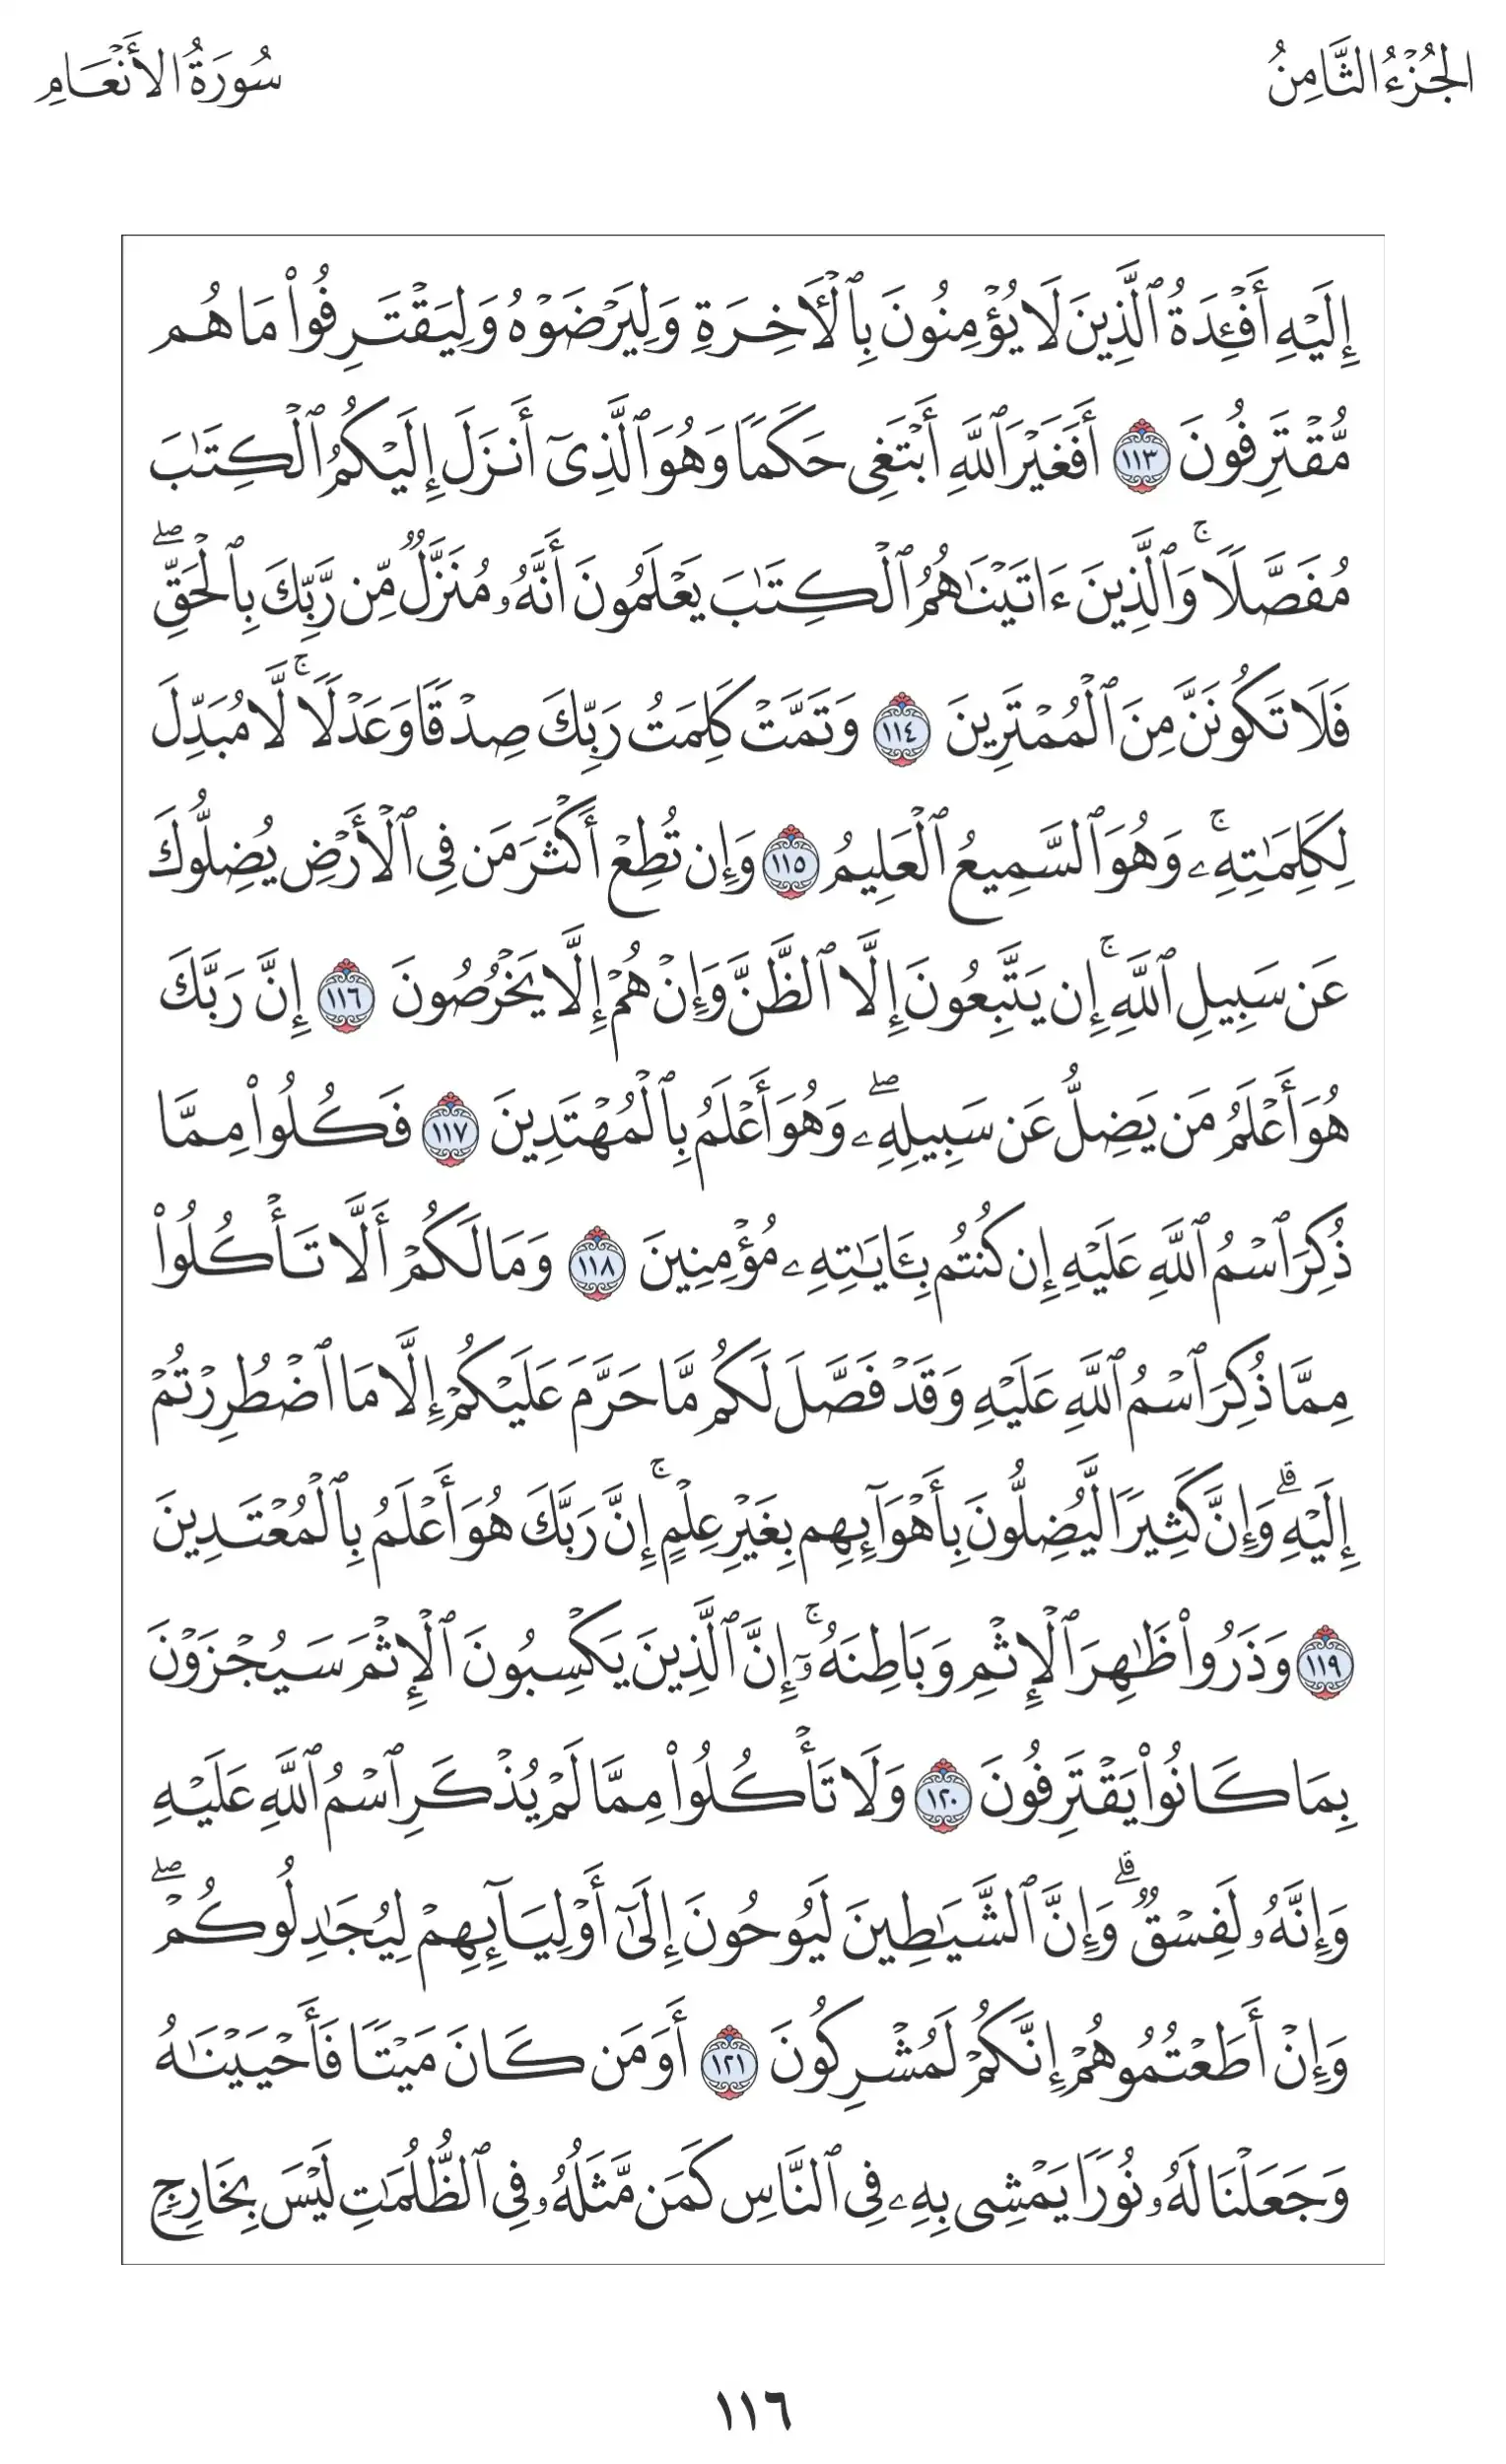 الجُزْءُ الثَّامِنُ
سُورَةُ الأَنْعَامِ
إِلَيْهِ أَفْـِٔدَةُ ٱلَّذِينَ لَا يُؤْمِنُونَ بِٱلْأَخِرَةِ وَلِيَرْضَوْهُ وَلِيَقْتَرِفُوا۟ مَا هُم
مُّقْتَرِفُونَ ١١٣ أَفَغَيْرَ ٱللَّهِ أَبْتَغِى حَكَمًا وَهُوَ ٱلَّذِىٓ أَنزَلَ إِلَيْكُمُ ٱلْكِتَٰبَ
مُفَصَّلًا ۚ وَٱلَّذِينَ ءَاتَيْنَٰهُمُ ٱلْكِتَٰبَ يَعْلَمُونَ أَنَّهُۥ مُنَزَّلٌ مِّن رَّبِّكَ بِٱلْحَقِّ ۖ
فَلَا تَكُونَنَّ مِنَ ٱلْمُمْتَرِينَ ١١٤ وَتَمَّتْ كَلِمَتُ رَبِّكَ صِدْقًا وَعَدْلًا ۚ لَّا مُبَدِّلَ
لِكَلِمَٰتِهِۦ ۚ وَهُوَ ٱلسَّمِيعُ ٱلْعَلِيمُ ١١٥ وَإِن تُطِعْ أَكْثَرَ مَن فِى ٱلْأَرْضِ يُضِلُّوكَ
عَن سَبِيلِ ٱللَّهِ ۚ إِن يَتَّبِعُونَ إِلَّا ٱلظَّنَّ وَإِنْ هُمْ إِلَّا يَخْرُصُونَ ١١٦ إِنَّ رَبَّكَ
هُوَ أَعْلَمُ مَن يَضِلُّ عَن سَبِيلِهِۦ ۖ وَهُوَ أَعْلَمُ بِٱلْمُهْتَدِينَ ١١٧ فَكُلُوا۟ مِمَّا
ذُكِرَ ٱسْمُ ٱللَّهِ عَلَيْهِ إِن كُنتُم بِـَٔايَٰتِهِۦ مُؤْمِنِينَ ١١٨ وَمَا لَكُمْ أَلَّا تَأْكُلُوا۟
مِمَّا ذُكِرَ ٱسْمُ ٱللَّهِ عَلَيْهِ وَقَدْ فَصَّلَ لَكُم مَّا حَرَّمَ عَلَيْكُمْ إِلَّا مَا ٱضْطُرِرْتُمْ
إِلَيْهِ ۗ وَإِنَّ كَثِيرًا لَّيُضِلُّونَ بِأَهْوَآئِهِم بِغَيْرِ عِلْمٍ ۚ إِنَّ رَبَّكَ هُوَ أَعْلَمُ بِٱلْمُعْتَدِينَ
١١٩ وَذَرُوا۟ ظَٰهِرَ ٱلْإِثْمِ وَبَاطِنَهُۥٓ ۚ إِنَّ ٱلَّذِينَ يَكْسِبُونَ ٱلْإِثْمَ سَيُجْزَوْنَ
بِمَا كَانُوا۟ يَقْتَرِفُونَ ١٢٠ وَلَا تَأْكُلُوا۟ مِمَّا لَمْ يُذْكَرِ ٱسْمُ ٱللَّهِ عَلَيْهِ
وَإِنَّهُۥ لَفِسْقٌ ۗ وَإِنَّ ٱلشَّيَٰطِينَ لَيُوحُونَ إِلَىٰٓ أَوْلِيَآئِهِمْ لِيُجَٰدِلُوكُمْ ۖ
وَإِنْ أَطَعْتُمُوهُمْ إِنَّكُمْ لَمُشْرِكُونَ ١٢١ أَوَمَن كَانَ مَيْتًا فَأَحْيَيْنَٰهُ
وَجَعَلْنَا لَهُۥ نُورًا يَمْشِى بِهِۦ فِى ٱلنَّاسِ كَمَن مَّثَلُهُۥ فِى ٱلظُّلُمَٰتِ لَيْسَ بِخَارِجٍ
١١٦